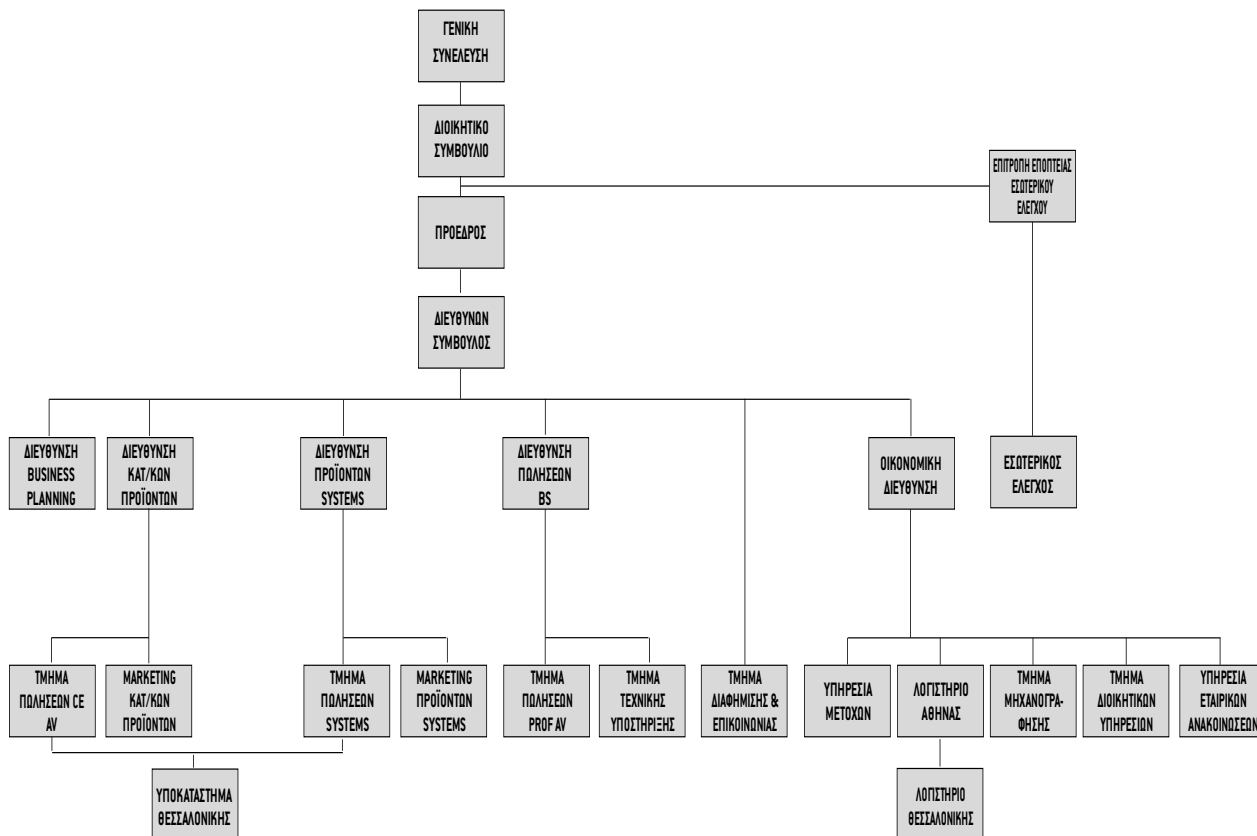 ΓΕΝΙΚΗ
ΣΥΝΕΛΕΥΣΗ
ΔΙΟΙΚΗΤΙΚΟ
ΣΥΜΒΟΥΛΙΟ
ΕΠΙΤΡΟΠΗ ΕΠΟΠΤΕΙΑΣ
ΕΣΩΤΕΡΙΚΟΥ
ΕΛΕΓΧΟΥ
ΠΡΟΕΔΡΟΣ
ΔΙΕΥΘΥΝΩΝ
ΣΥΜΒΟΥΛΟΣ
ΔΙΕΥΘΥΝΣΗ
BUSINESS
PLANNING
ΔΙΕΥΘΥΝΣΗ
ΚΑΤ/ΚΩΝ
ΠΡΟΪΟΝΤΩΝ
ΔΙΕΥΘΥΝΣΗ
ΠΡΟΪΟΝΤΩΝ
SYSTEMS
ΔΙΕΥΘΥΝΣΗ
ΠΩΛΗΣΕΩΝ
BS
ΟΙΚΟΝΟΜΙΚΗ
ΔΙΕΥΘΥΝΣΗ
ΕΣΩΤΕΡΙΚΟΣ
ΕΛΕΓΧΟΣ
ΤΜΗΜΑ
ΠΩΛΗΣΕΩΝ CE
AV
MARKETING
ΚΑΤ/ΚΩΝ
ΠΡΟΪΟΝΤΩΝ
ΤΜΗΜΑ
ΠΩΛΗΣΕΩΝ
SYSTEMS
MARKETING
ΠΡΟΪΟΝΤΩΝ
SYSTEMS
ΤΜΗΜΑ
ΠΩΛΗΣΕΩΝ
PROF AV
ΤΜΗΜΑ
ΤΕΧΝΙΚΗΣ
ΥΠΟΣΤΗΡΙΞΗΣ
ΤΜΗΜΑ
ΔΙΑΦΗΜΙΣΗΣ &
ΕΠΙΚΟΙΝΩΝΙΑΣ
ΥΠΗΡΕΣΙΑ
ΜΕΤΟΧΩΝ
ΛΟΓΙΣΤΗΡΙΟ
ΑΘΗΝΑΣ
ΤΜΗΜΑ
ΜΗΧΑΝΟΓΡΑ-
ΦΗΣΗΣ
ΤΜΗΜΑ
ΔΙΟΙΚΗΤΙΚΩΝ
ΥΠΗΡΕΣΙΩΝ
ΥΠΗΡΕΣΙΑ
ΕΤΑΙΡΙΚΩΝ
ΑΝΑΚΟΙΝΩΣΕΩΝ
ΥΠΟΚΑΤΑΣΤΗΜΑ
ΘΕΣΣΑΛΟΝΙΚΗΣ
ΛΟΓΙΣΤΗΡΙΟ
ΘΕΣΣΑΛΟΝΙΚΗΣ